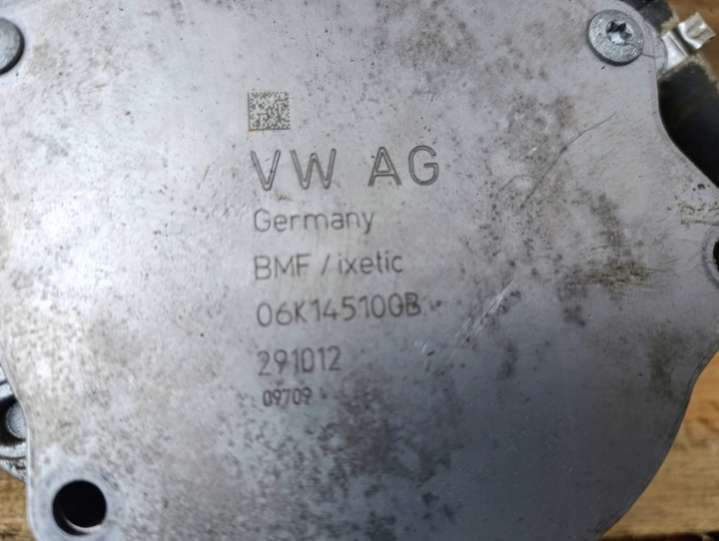 VW AG
Germany
BMF / ixetic
06K145100B
291012
09709